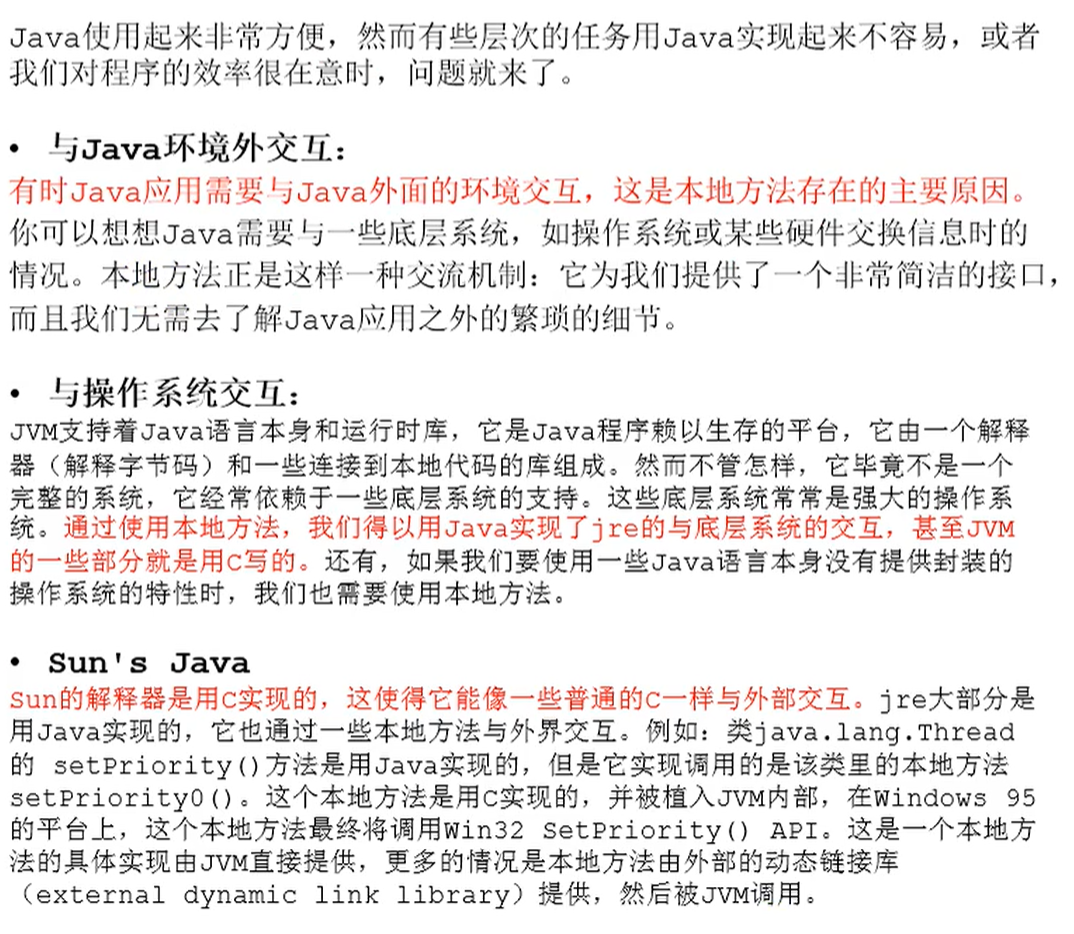 Java使用起来非常方便，然而有些层次的任务用Java实现起来不容易，或者
我们对程序的效率很在意时，问题就来了。
• 与Java环境外交互：
有时Java应用需要与Java外面的环境交互，这是本地方法存在的主要原因。
你可以想想Java需要与一些底层系统，如操作系统或某些硬件交换信息时的
情况。本地方法正是这样一种交流机制：它为我们提供了一个非常简洁的接口，
而且我们无需去了解Java应用之外的繁琐的细节。
• 与操作系统交互：
JVM支持着Java语言本身和运行时库，它是Java程序赖以生存的平台，它由一个解释
器（解释字节码）和一些连接到本地代码的库组成。然而不管怎样，它毕竟不是一个
完整的系统，它经常依赖于一些底层系统的支持。这些底层系统常常是强大的操作系
统。通过使用本地方法，我们得以用Java实现了jre的与底层系统的交互，甚至JVM
的一些部分就是用C写的。还有，如果我们要使用一些Java语言本身没有提供封装的
操作系统的特性时，我们也需要使用本地方法。
• Sun's Java
Sun的解释器是用C实现的，这使得它能像一些普通的C一样与外部交互。jre大部分是
用Java实现的，它也通过一些本地方法与外界交互。例如：类java.lang.Thread
的 setPriority()方法是用Java实现的，但是它实现调用的是该类里的本地方法
setPriority0()。这个本地方法是用C实现的，并被植入JVM内部，在Windows 95
的平台上，这个本地方法最终将调用Win32 SetPriority() API。这是一个本地方
法的具体实现由JVM直接提供，更多的情况是本地方法由外部的动态链接库
（external dynamic link library）提供，然后被JVM调用。